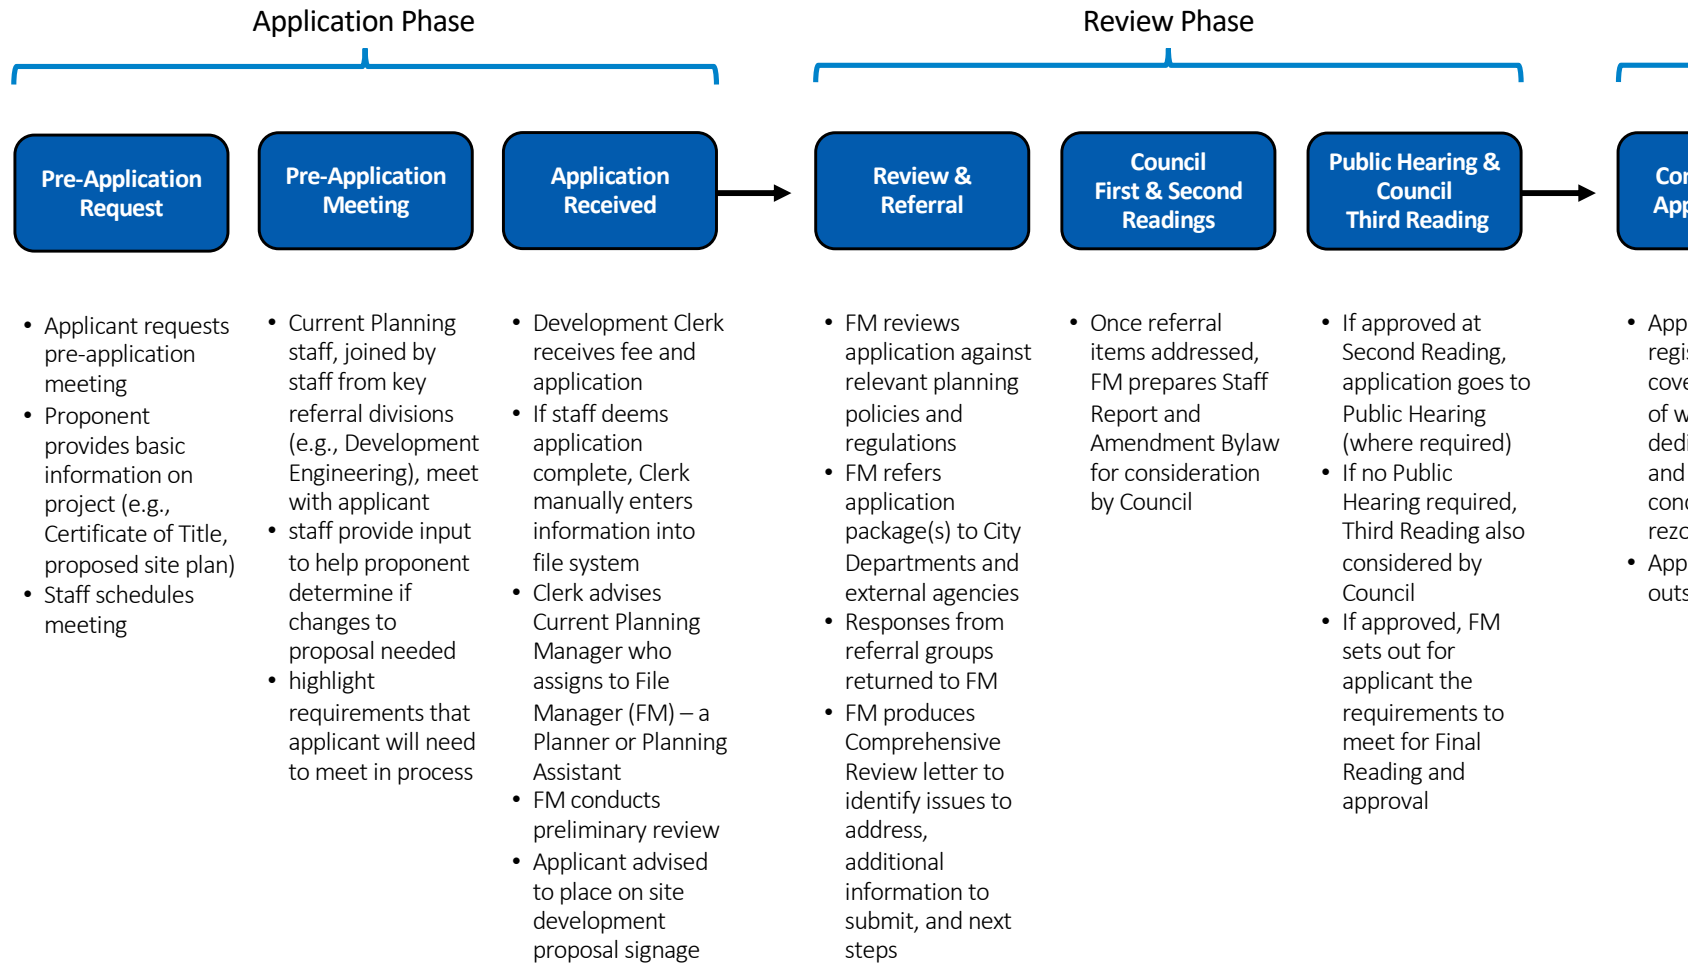 Application Phase
Review Phase
Pre-Application
Request
Pre-Application
Meeting
Application
Received
Review &
Referral
Council
First & Second
Readings
Public Hearing &
Council
Third Reading
• Applicant requests
pre-application
meeting
• Proponent
provides basic
information on
project (e.g.,
Certificate of Title,
proposed site plan)
• Staff schedules
meeting
• Current Planning
staff, joined by
staff from key
referral divisions
(e.g., Development
Engineering), meet
with applicant
• staff provide input
to help proponent
determine if
changes to
proposal needed
• highlight
requirements that
applicant will need
to meet in process
• Development Clerk
receives fee and
application
• If staff deems
application
complete, Clerk
manually enters
information into
file system
• Clerk advises
Current Planning
Manager who
assigns to File
Manager (FM) – a
Planner or Planning
Assistant
• FM conducts
preliminary review
• Applicant advised
to place on site
development
proposal signage
• FM reviews
application against
relevant planning
policies and
regulations
• FM refers
application
package(s) to City
Departments and
external agencies
• Responses from
referral groups
returned to FM
• FM produces
Comprehensive
Review letter to
identify issues to
address,
additional
information to
submit, and next
steps
• Once referral
items addressed,
FM prepares Staff
Report and
Amendment Bylaw
for consideration
by Council
• If approved at
Second Reading,
application goes to
Public Hearing
(where required)
• If no Public
Hearing required,
Third Reading also
considered by
Council
• If approved, FM
sets out for
applicant the
requirements to
meet for Final
Reading and
approval
of
and